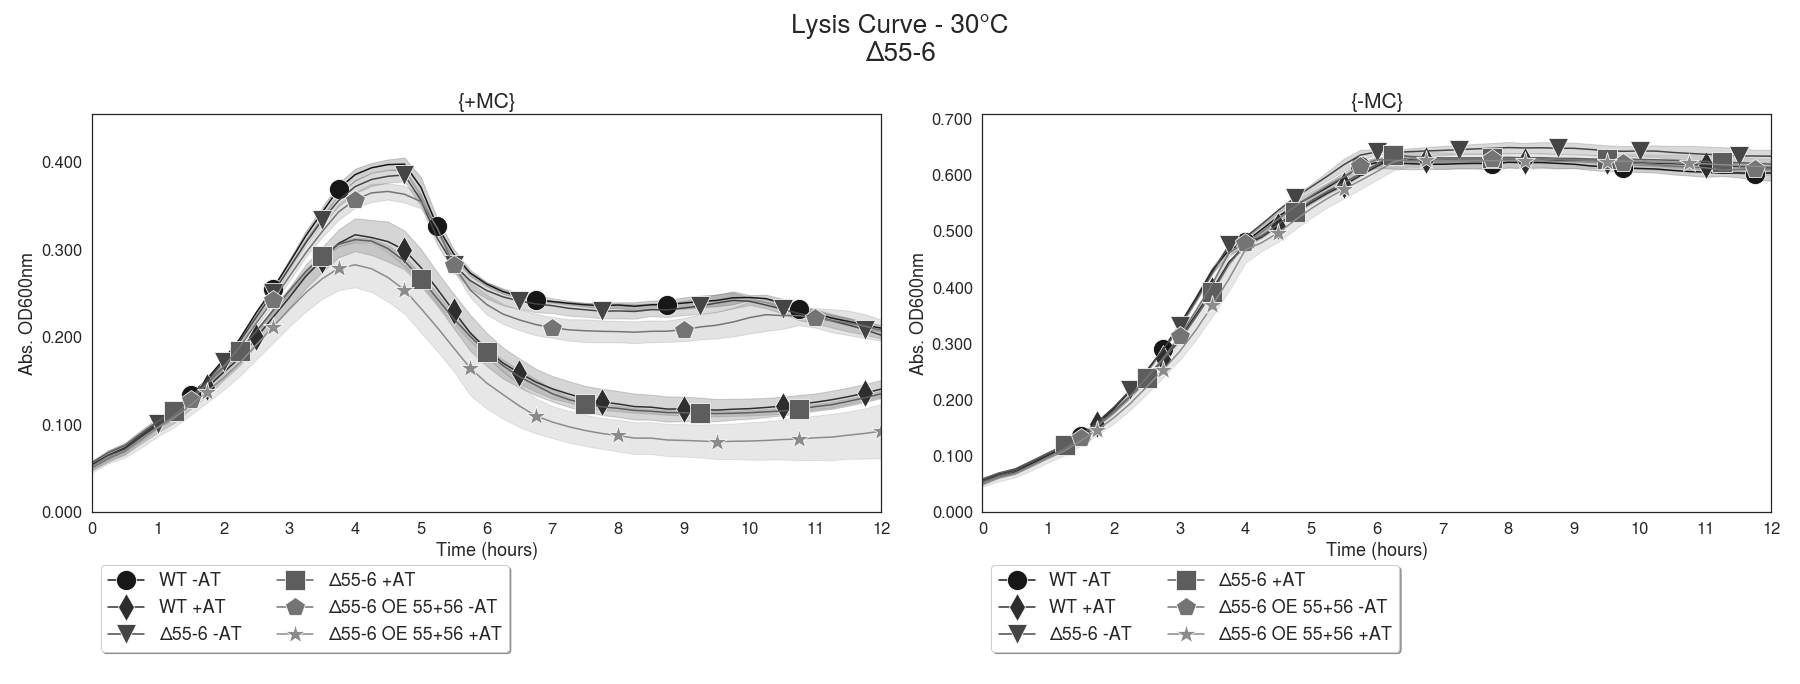 Lysis Curve - 30°C
Δ55-6
{+MC}
Abs. OD600nm
0.400
0.300
0.200
0.100
0.000
0 1 2 3 4 5 6 7 8 9 10 11 12
Time (hours)
WT -AT
WT +AT
Δ55-6 -AT
Δ55-6 +AT
Δ55-6 OE 55+56 -AT
Δ55-6 OE 55+56 +AT
{-MC}
Abs. OD600nm
0.700
0.600
0.500
0.400
0.300
0.200
0.100
0.000
0 1 2 3 4 5 6 7 8 9 10 11 12
Time (hours)
WT -AT
WT +AT
Δ55-6 -AT
Δ55-6 +AT
Δ55-6 OE 55+56 -AT
Δ55-6 OE 55+56 +AT